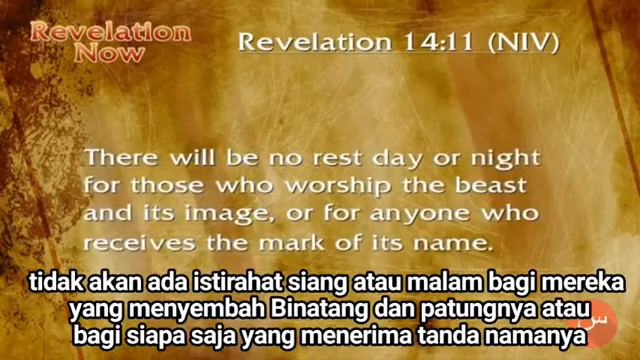 Revelation
Now
Revelation 14:11 (NIV)
There will be no rest day or night
for those who worship the beast
and its image, or for anyone who
receives the mark of its name.
tidak akan ada istirahat siang atau malam bagi mereka
yang menyembah Binatang dan patungnya atau
bagi siapa saja yang menerima tanda namanya
س